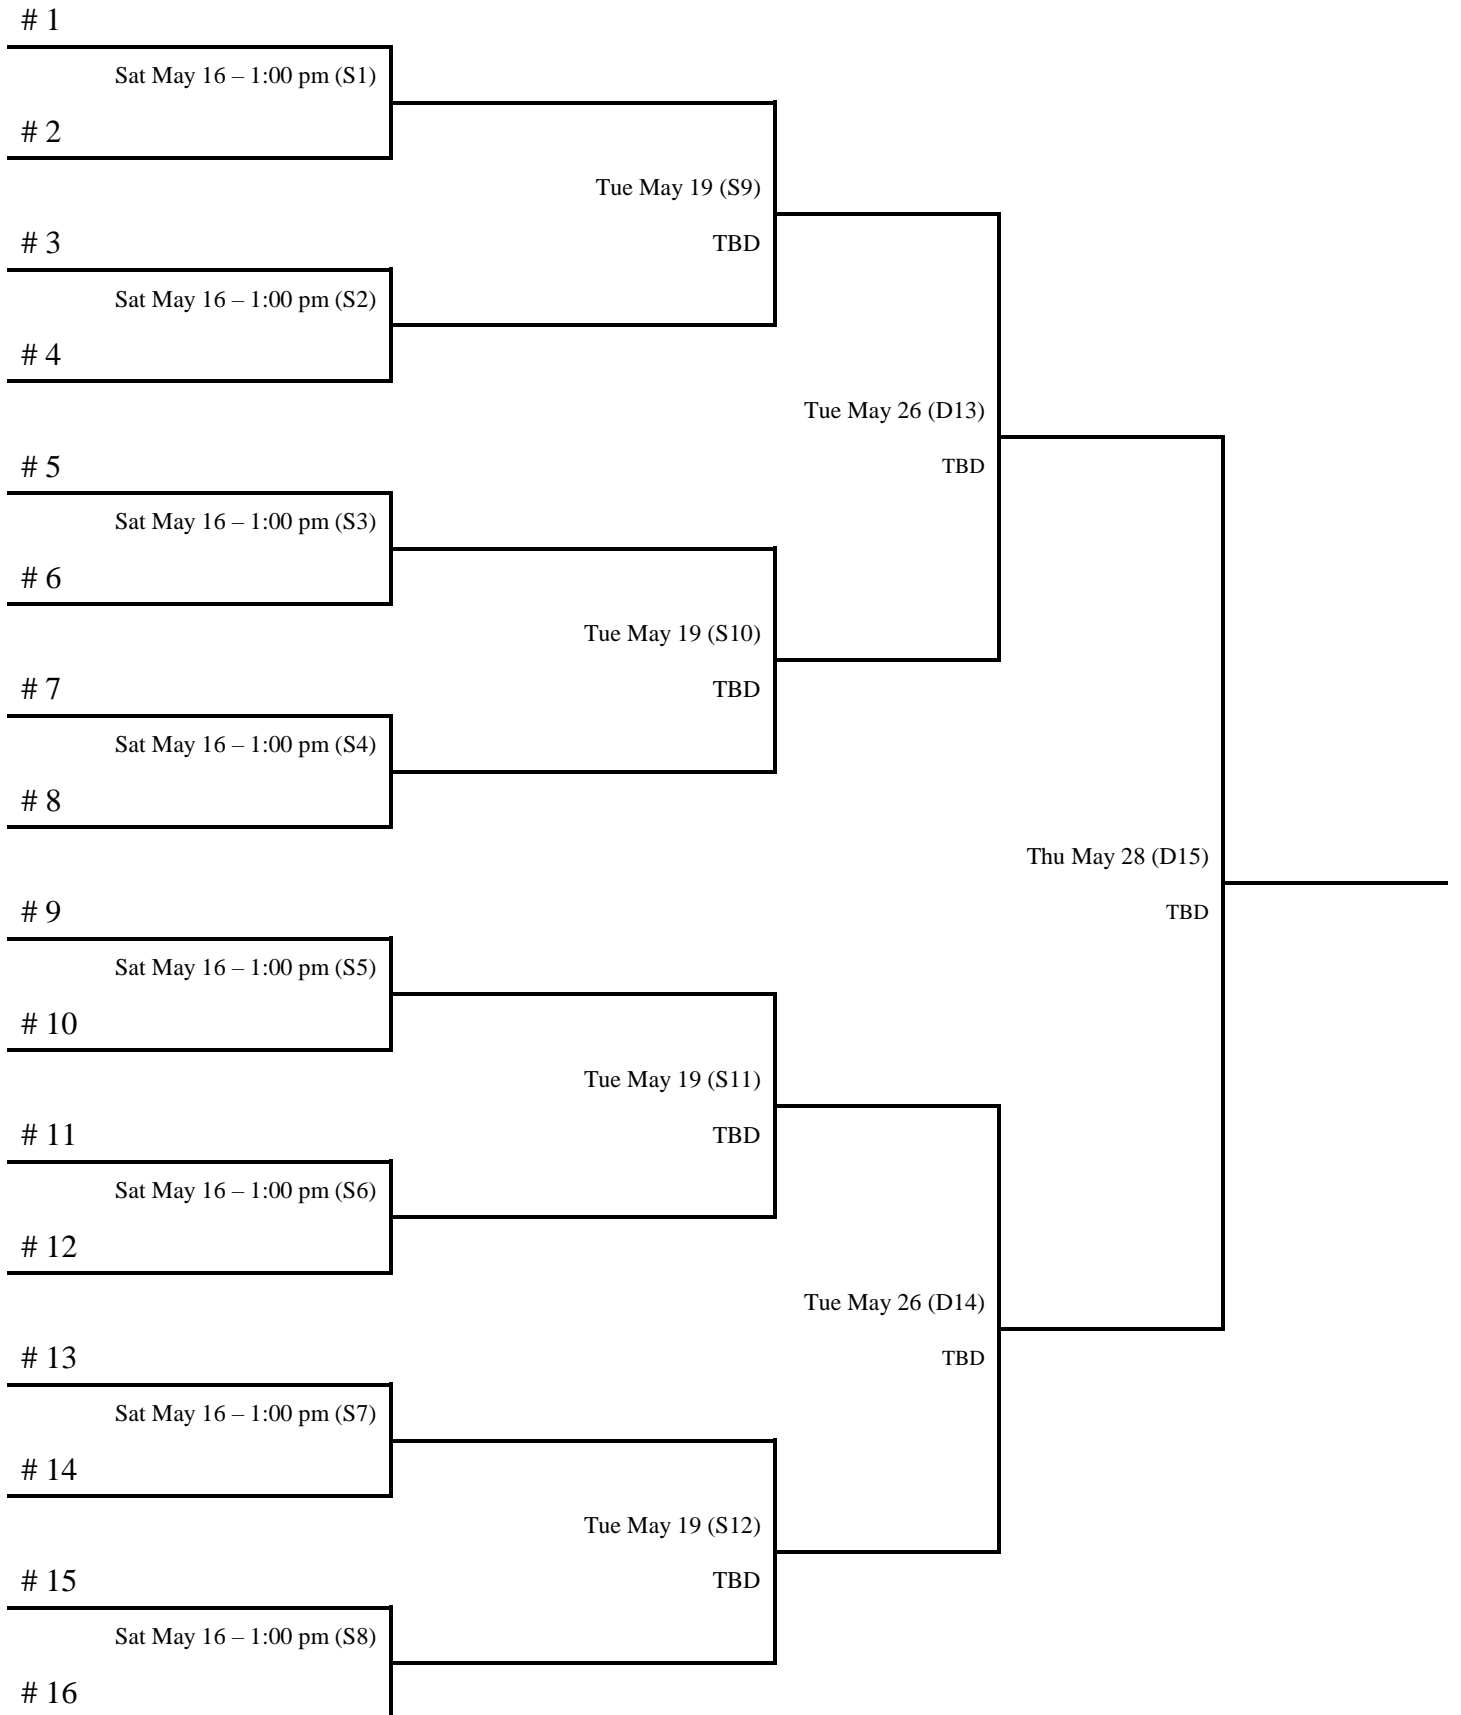 # 1
Sat May 16 – 1:00 pm (S1)
# 2
Tue May 19 (S9)
# 3
TBD
Sat May 16 – 1:00 pm (S2)
# 4
Tue May 26 (D13)
# 5
TBD
Sat May 16 – 1:00 pm (S3)
# 6
Tue May 19 (S10)
# 7
TBD
Sat May 16 – 1:00 pm (S4)
# 8
Thu May 28 (D15)
# 9
TBD
Sat May 16 – 1:00 pm (S5)
# 10
Tue May 19 (S11)
# 11
TBD
Sat May 16 – 1:00 pm (S6)
# 12
Tue May 26 (D14)
# 13
TBD
Sat May 16 – 1:00 pm (S7)
# 14
Tue May 19 (S12)
# 15
TBD
Sat May 16 – 1:00 pm (S8)
# 16